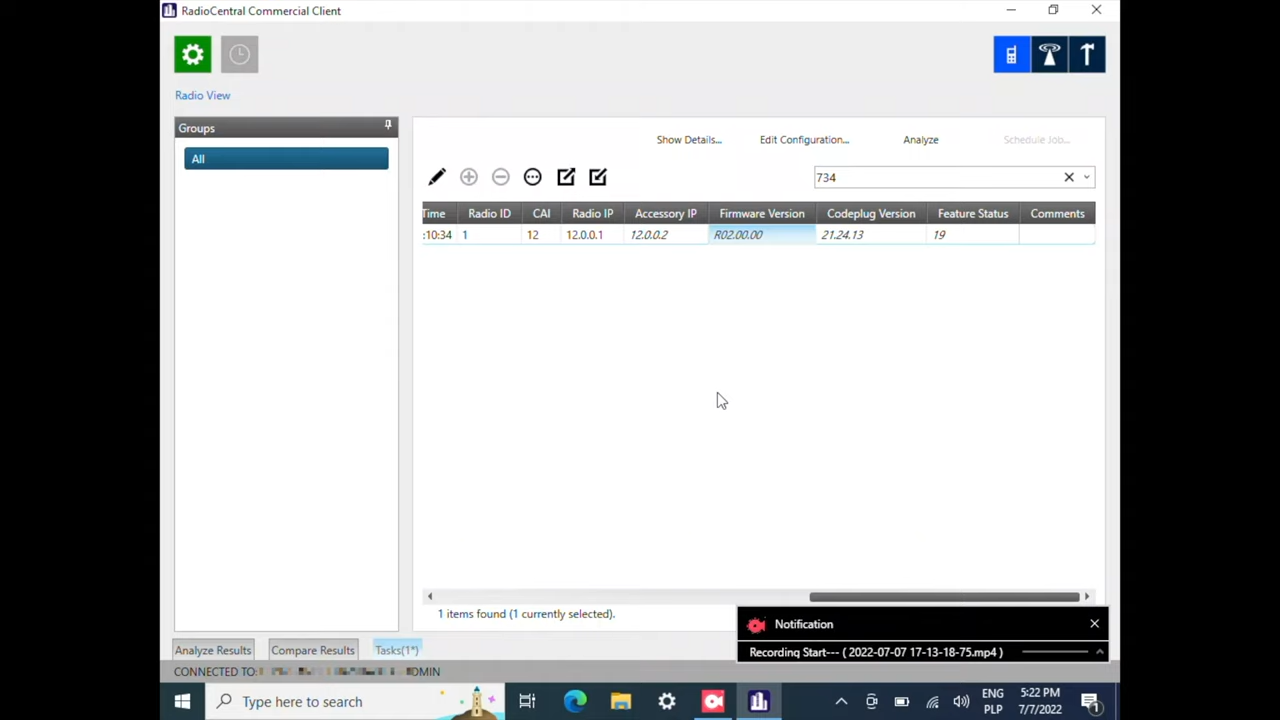 RadioCentral Commercial Client
Radio View
Groups
All
Show Details... Edit Configuration... Analyze Schedule Job...
734
Time Radio ID CAI Radio IP Accessory IP Firmware Version Codeplug Version Feature Status Comments
:10:34 1 12 12.0.0.1 12.0.0.2 R02.00.00 21.24.13 19
1 items found (1 currently selected).
Notification
Recording Start--- ( 2022-07-07 17-13-18-75.mp4 )
Analyze Results Compare Results Tasks(1*)
CONNECTED TO:
Type here to search
ENG
PLP
5:22 PM
7/7/2022
1